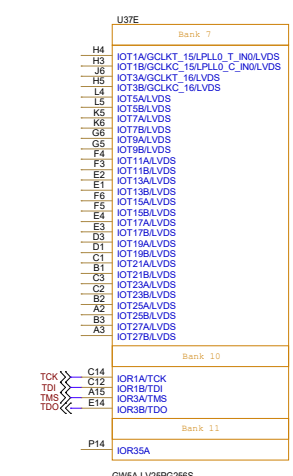 U37E
Bank 7
H4 IOT1A/GCLKT_15/LPLL0_T_IN0/LVDS
H3 IOT1B/GCLKC_15/LPLL0_C_IN0/LVDS
J6 IOT3A/GCLKT_16/LVDS
H5 IOT3B/GCLKC_16/LVDS
L4 IOT5A/LVDS
L5 IOT5B/LVDS
K5 IOT7A/LVDS
K6 IOT7B/LVDS
G6 IOT9A/LVDS
G5 IOT9B/LVDS
F4 IOT11A/LVDS
F3 IOT11B/LVDS
E2 IOT13A/LVDS
E1 IOT13B/LVDS
F6 IOT15A/LVDS
F5 IOT15B/LVDS
E4 IOT17A/LVDS
E3 IOT17B/LVDS
D3 IOT19A/LVDS
D1 IOT19B/LVDS
C1 IOT21A/LVDS
B1 IOT21B/LVDS
C3 IOT23A/LVDS
C2 IOT23B/LVDS
B2 IOT25A/LVDS
A2 IOT25B/LVDS
B3 IOT27A/LVDS
A3 IOT27B/LVDS
Bank 10
TCK C14 IOR1A/TCK
TDI C12 IOR1B/TDI
TMS A15 IOR3A/TMS
TDO E14 IOR3B/TDO
Bank 11
P14 IOR35A
GW5A-LV25PG256S